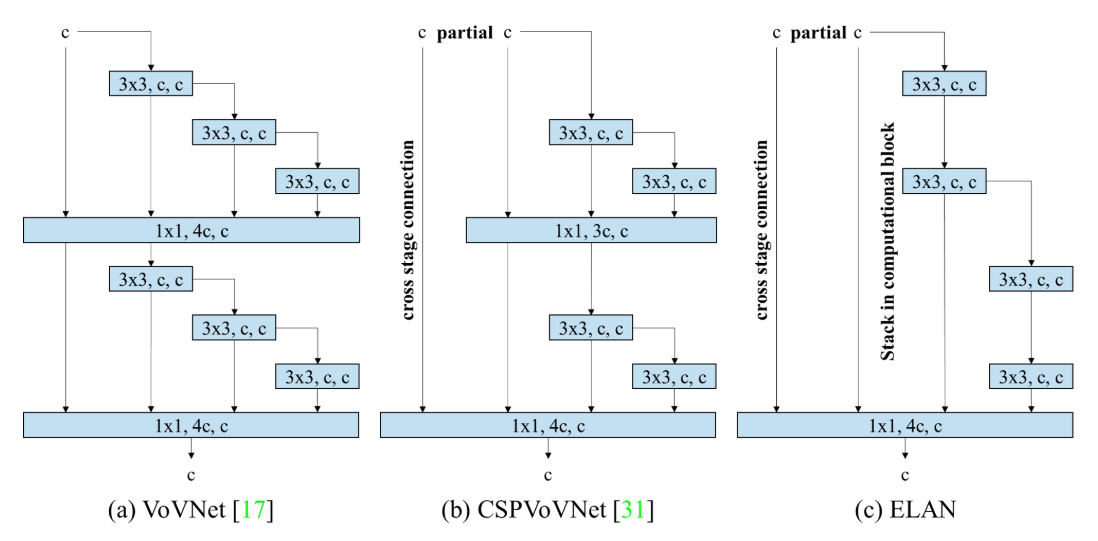 c
3x3, c, c
3x3, c, c
3x3, c, c
1x1, 4c, c
3x3, c, c
3x3, c, c
3x3, c, c
1x1, 4c, c
c
(a) VoVNet [17]
c partial c
cross stage connection
3x3, c, c
3x3, c, c
1x1, 3c, c
3x3, c, c
3x3, c, c
1x1, 4c, c
c
(b) CSPVoVNet [31]
c partial c
cross stage connection
Stack in computational block
3x3, c, c
3x3, c, c
3x3, c, c
3x3, c, c
1x1, 4c, c
c
(c) ELAN